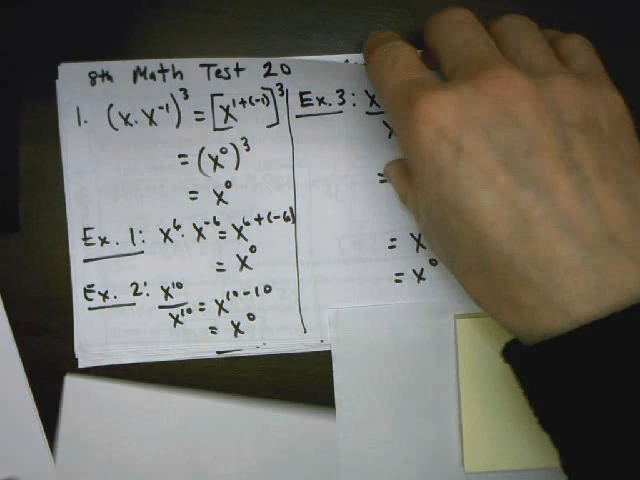 8th Math Test 20
1. (x·x⁻¹)³ = [x¹⁺⁽⁻¹⁾]³
= (x⁰)³
= x⁰
Ex. 1: x⁶·x⁻⁶ = x⁶⁺⁽⁻⁶⁾
= x⁰
Ex. 2: x¹⁰/x¹⁰ = x¹⁰⁻¹⁰
= x⁰
Ex. 3: x
x
=
= x
= x⁰